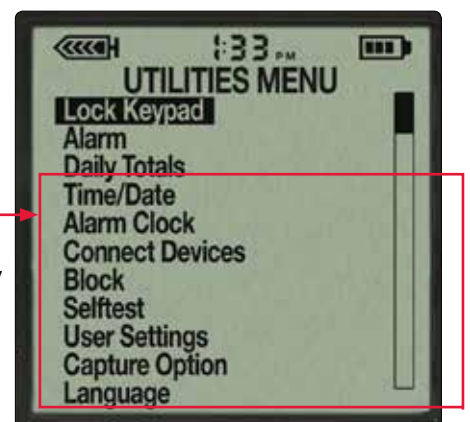 1:33 PM
UTILITIES MENU
Lock Keypad
Alarm
Daily Totals
Time/Date
Alarm Clock
Connect Devices
Block
Selftest
User Settings
Capture Option
Language